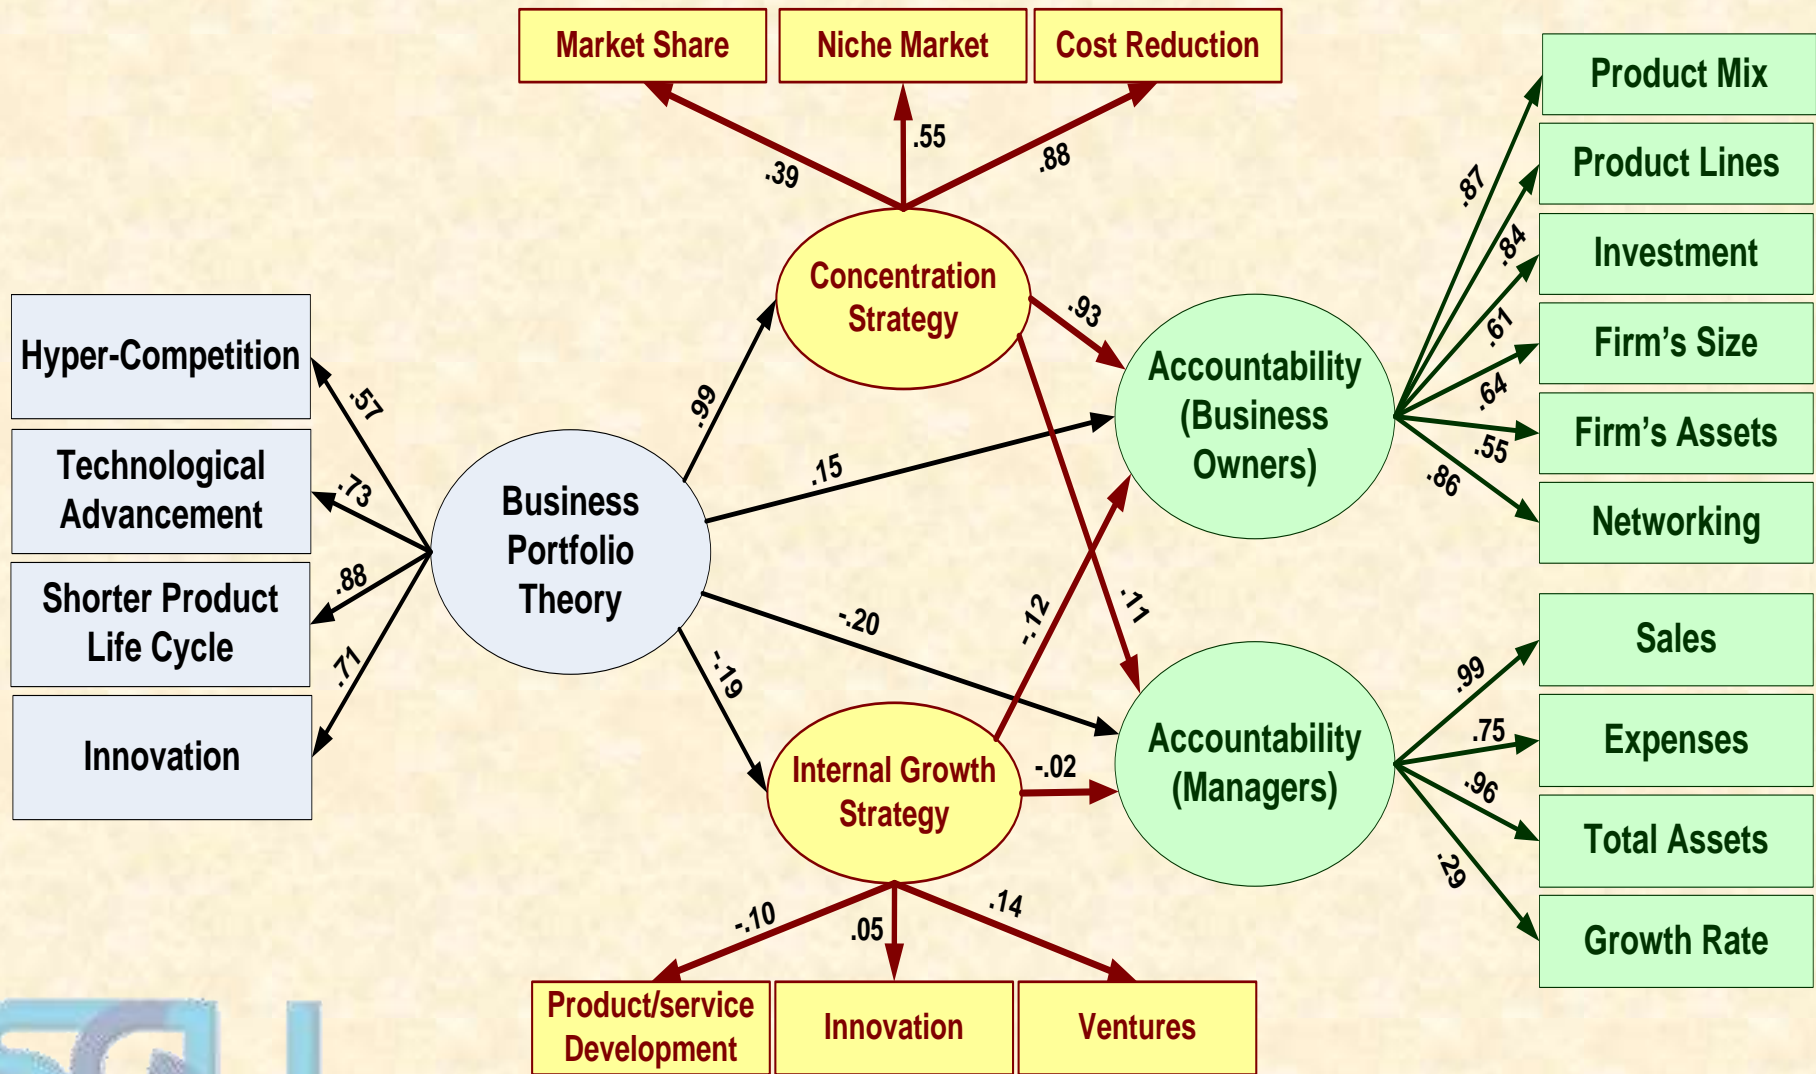 Market Share
Niche Market
Cost Reduction
.39
.55
.88
Concentration
Strategy
Hyper-Competition
Technological
Advancement
Shorter Product
Life Cycle
Innovation
.57
.73
.88
.71
Business
Portfolio
Theory
.99
.15
-.20
-.19
.93
.11
-.12
-.02
Internal Growth
Strategy
-.10
.05
.14
Product/service
Development
Innovation
Ventures
Accountability
(Business
Owners)
.87
.84
.61
.64
.55
.86
Product Mix
Product Lines
Investment
Firm's Size
Firm's Assets
Networking
Accountability
(Managers)
.99
.75
.96
.29
Sales
Expenses
Total Assets
Growth Rate